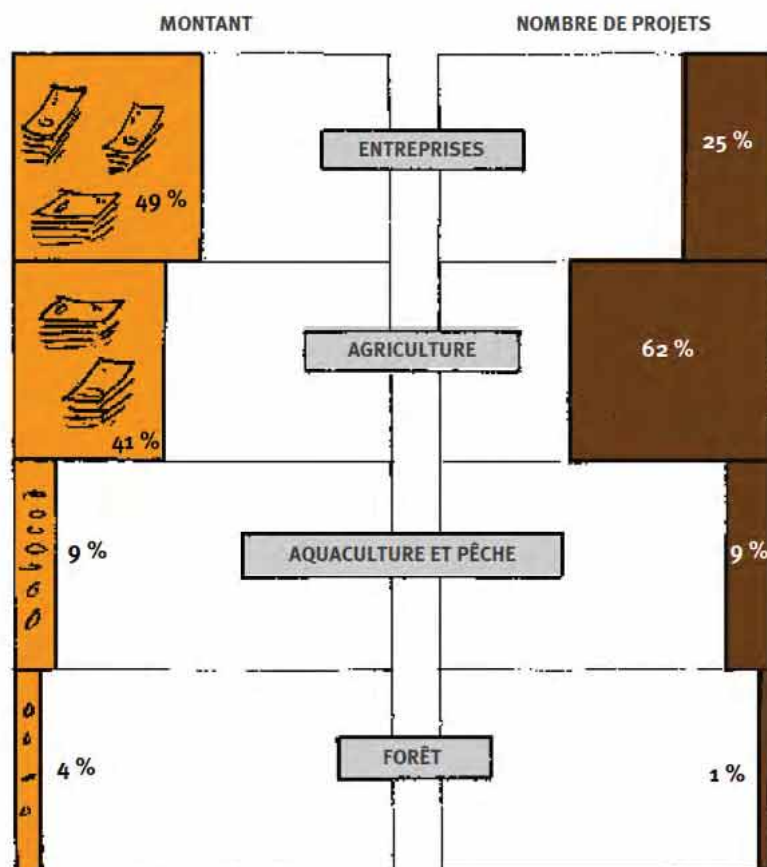 MONTANT
NOMBRE DE PROJETS
ENTREPRISES
49 %
25 %
AGRICULTURE
41 %
62 %
AQUACULTURE ET PÊCHE
9 %
9 %
FORÊT
4 %
1 %